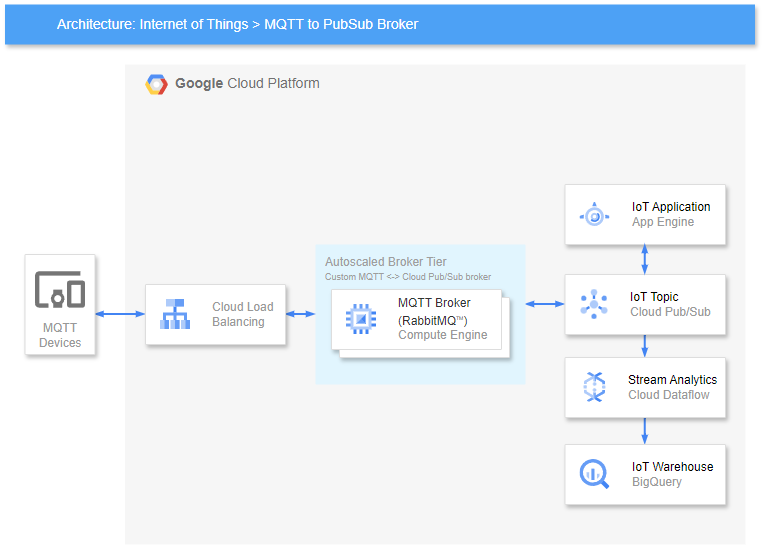 Architecture: Internet of Things > MQTT to PubSub Broker
Google Cloud Platform
IoT Application
App Engine
Autoscaled Broker Tier
Custom MQTT <-> Cloud Pub/Sub broker
MQTT Broker
(RabbitMQ™)
Compute Engine
Cloud Load
Balancing
MQTT
Devices
IoT Topic
Cloud Pub/Sub
Stream Analytics
Cloud Dataflow
IoT Warehouse
BigQuery